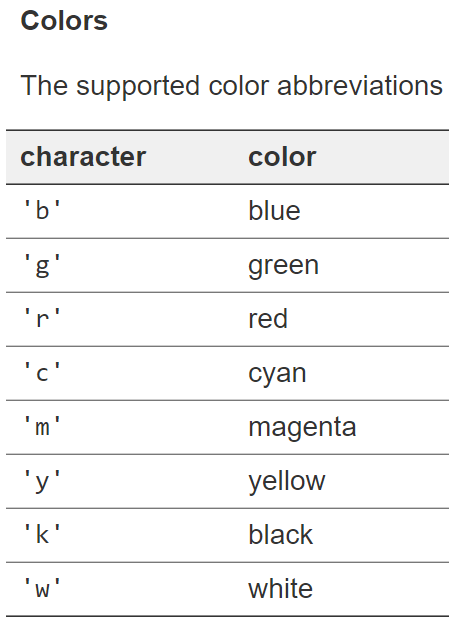 Colors
The supported color abbreviations
character color
'b' blue
'g' green
'r' red
'c' cyan
'm' magenta
'y' yellow
'k' black
'w' white